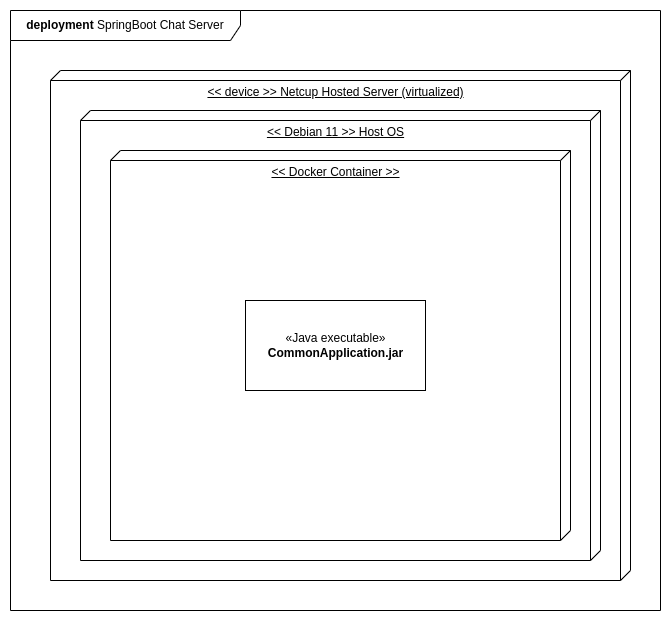 deployment SpringBoot Chat Server
<< device >> Netcup Hosted Server (virtualized)
<< Debian 11 >> Host OS
<< Docker Container >>
«Java executable»
CommonApplication.jar